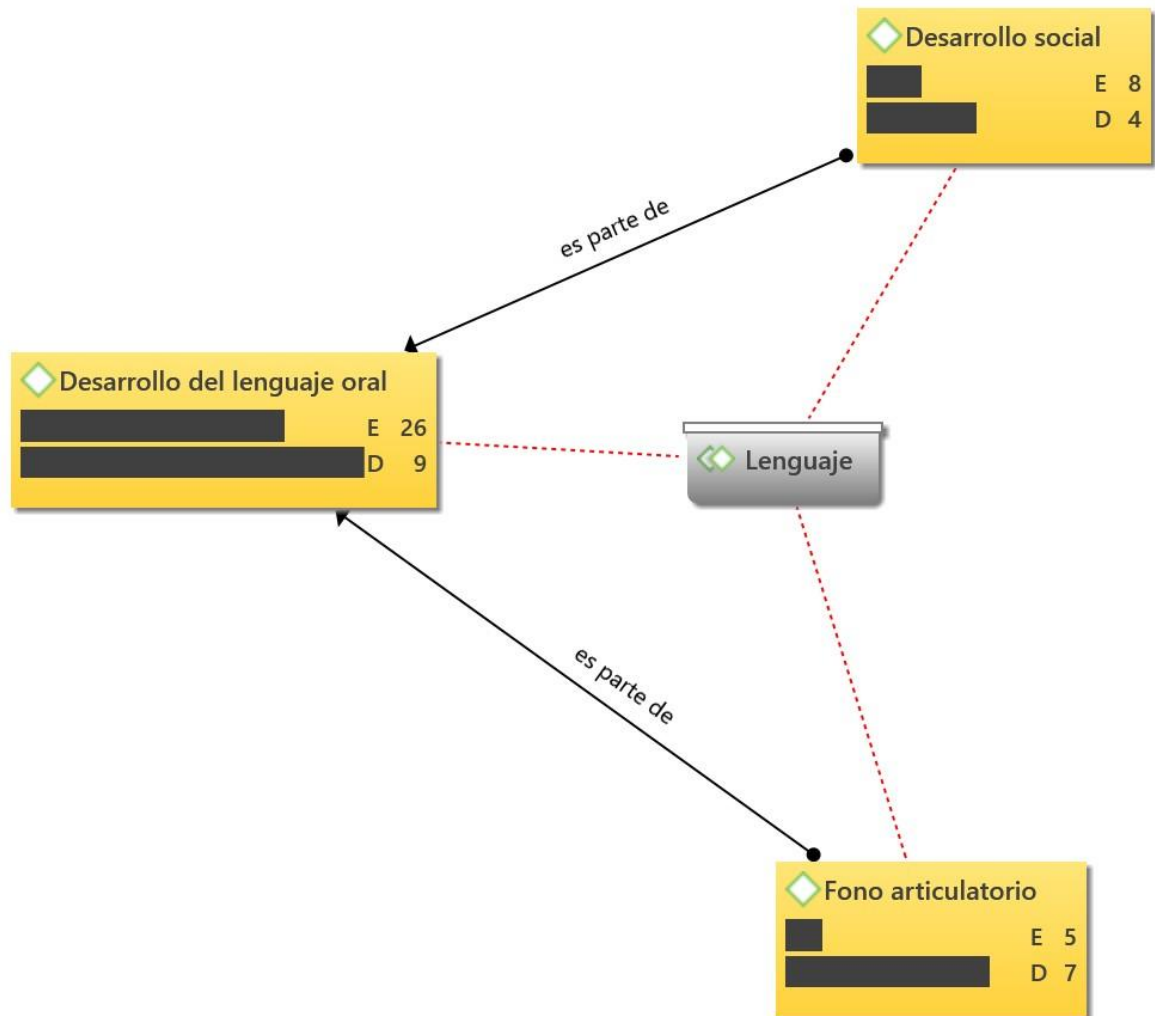 Desarrollo social
E 8
D 4
es parte de
Desarrollo del lenguaje oral
E 26
D 9
Lenguaje
es parte de
Fono articulatorio
E 5
D 7